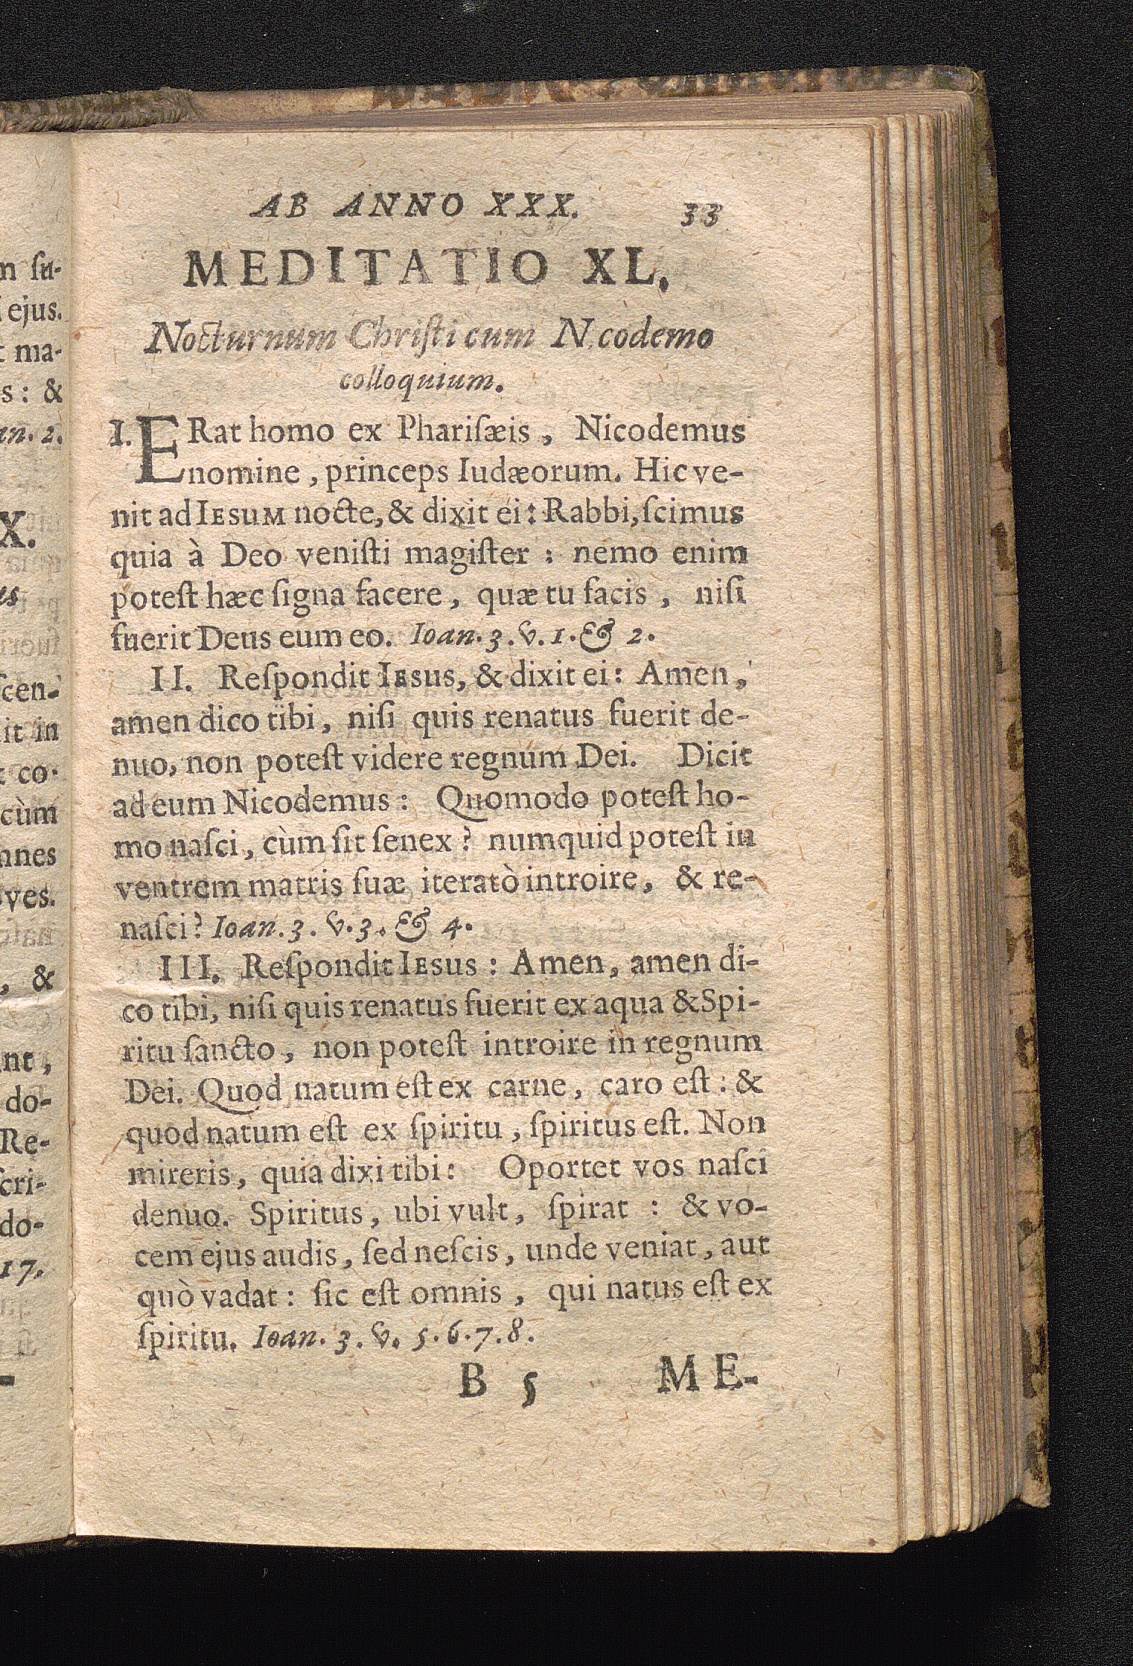 AB ANNO XXX. 33
MEDITATIO XL.
Nocturnum Chriſti cum N.codemo
colloquium.
I. ERat homo ex Phariſæis, Nicodemus
nomine, princeps Iudæorum. Hic ve-
nit ad IESUM nocte, & dixit ei: Rabbi, ſcimus
quia à Deo veniſti magiſter: nemo enim
poteſt hæc ſigna facere, quæ tu facis, niſi
fuerit Deus cum eo. Ioan. 3. v. 1. & 2.
II. Reſpondit IEsus, & dixit ei: Amen,
amen dico tibi, niſi quis renatus fuerit de-
nuo, non poteſt videre regnum Dei. Dicit
ad eum Nicodemus: Quomodo poteſt ho-
mo naſci, cùm ſit ſenex? numquid poteſt in
ventrem matris ſuæ iteratò introire, & re-
naſci? Ioan. 3. v. 3. & 4.
III. Reſpondit IEsus: Amen, amen di-
co tibi, niſi quis renatus fuerit ex aqua & Spi-
ritu ſancto, non poteſt introire in regnum
Dei. Quod natum eſt ex carne, caro eſt: &
quod natum eſt ex ſpiritu, ſpiritus eſt. Non
mireris, quia dixi tibi: Oportet vos naſci
denuo. Spiritus, ubi vult, ſpirat: & vo-
cem ejus audis, ſed neſcis, unde veniat, aut
quò vadat: ſic eſt omnis, qui natus eſt ex
ſpiritu. Ioan. 3. v. 5. 6. 7. 8.
B 5 ME-